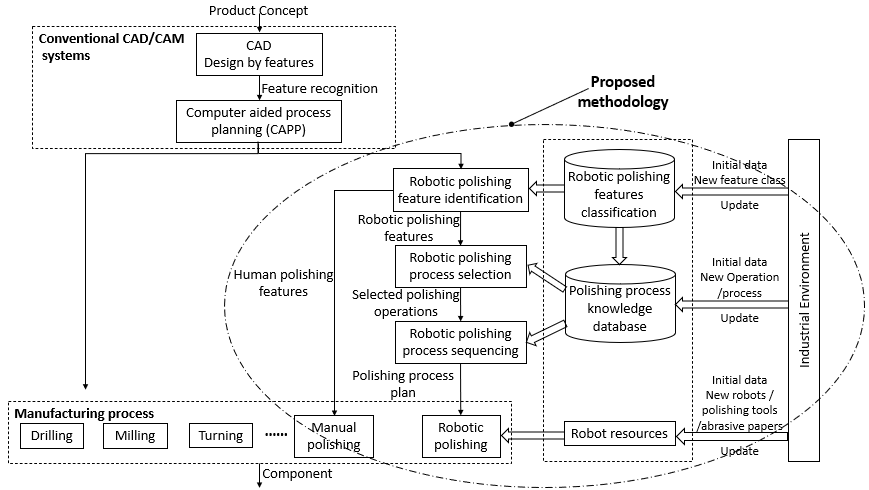 Product Concept
Conventional CAD/CAM
systems
CAD
Design by features
Feature recognition
Computer aided process
planning (CAPP)
Proposed
methodology
Robotic polishing
feature identification
Robotic polishing
features
classification
Initial data
New feature class
Update
Robotic polishing
features
Human polishing
features
Robotic polishing
process selection
Selected polishing
operations
Polishing process
knowledge
database
Initial data
New Operation
/process
Update
Industrial Environment
Robotic polishing
process sequencing
Polishing process
plan
Initial data
New robots /
polishing tools
/abrasive papers
Update
Manufacturing process
Drilling
Milling
Turning
......
Manual
polishing
Robotic
polishing
Robot resources
Component